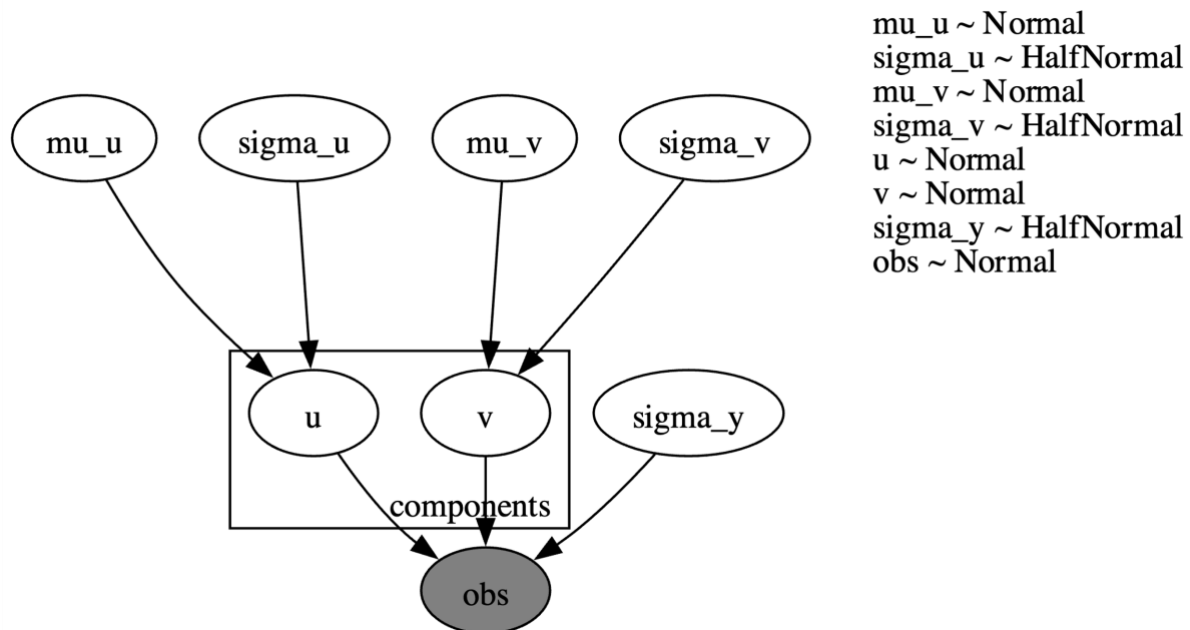 mu_u ~ Normal
sigma_u ~ HalfNormal
mu_v ~ Normal
sigma_v ~ HalfNormal
u ~ Normal
v ~ Normal
sigma_y ~ HalfNormal
obs ~ Normal
mu_u
sigma_u
mu_v
sigma_v
u
v
sigma_y
components
obs